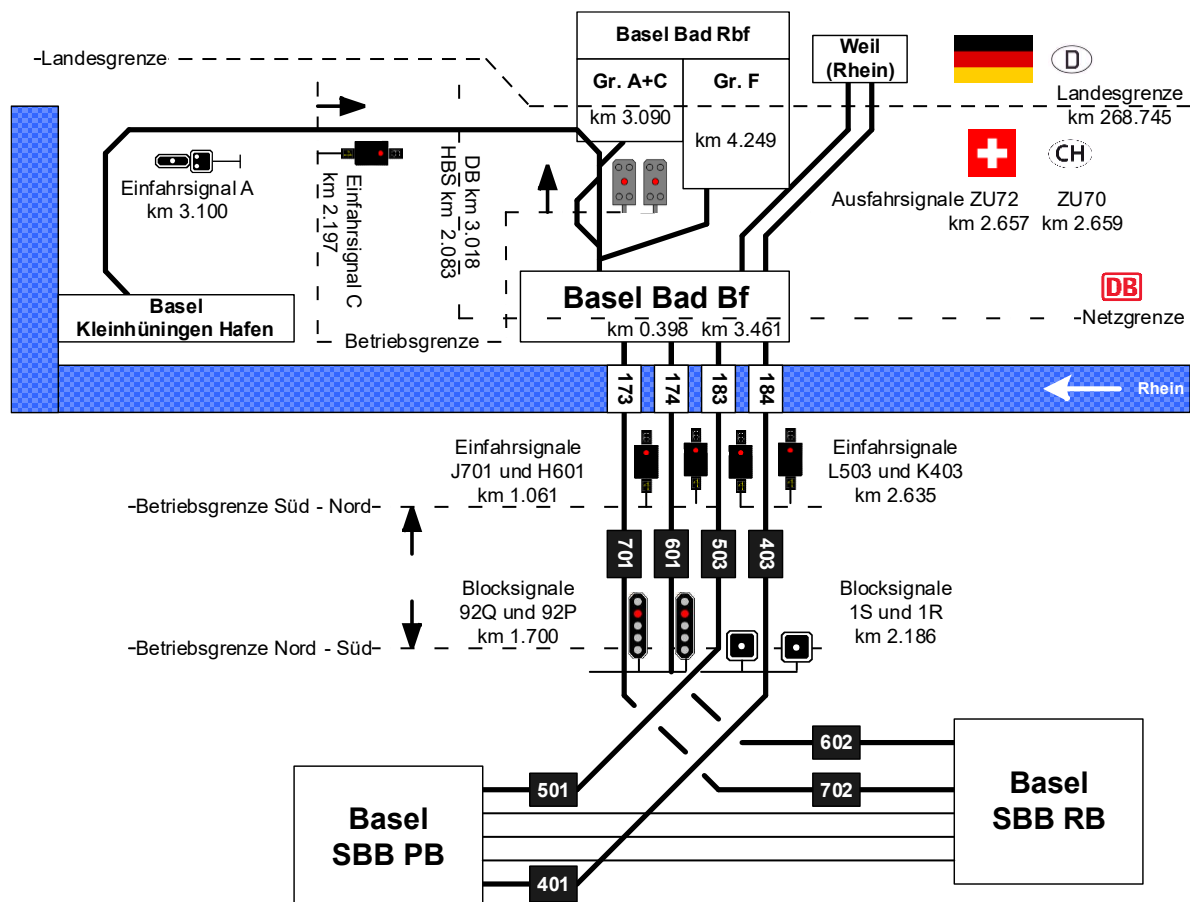 Basel Bad Rbf
Gr. A+C
km 3.090
Gr. F
km 4.249
Weil
(Rhein)
D
Landesgrenze
Landesgrenze
km 268.745
CH
Ausfahrsignale ZU72
km 2.657
ZU70
km 2.659
Einfahrsignal A
km 3.100
Einfahrsignal C
km 2.197
DB km 3.018
HBS km 2.083
Basel
Kleinhüningen Hafen
Betriebsgrenze
Basel Bad Bf
km 0.398
km 3.461
DB
Netzgrenze
173
174
183
184
Rhein
Einfahrsignale
J701 und H601
km 1.061
Einfahrsignale
L503 und K403
km 2.635
Betriebsgrenze Süd - Nord
701
601
503
403
Blocksignale
92Q und 92P
km 1.700
Blocksignale
1S und 1R
km 2.186
Betriebsgrenze Nord - Süd
602
702
501
401
Basel
SBB PB
Basel
SBB RB